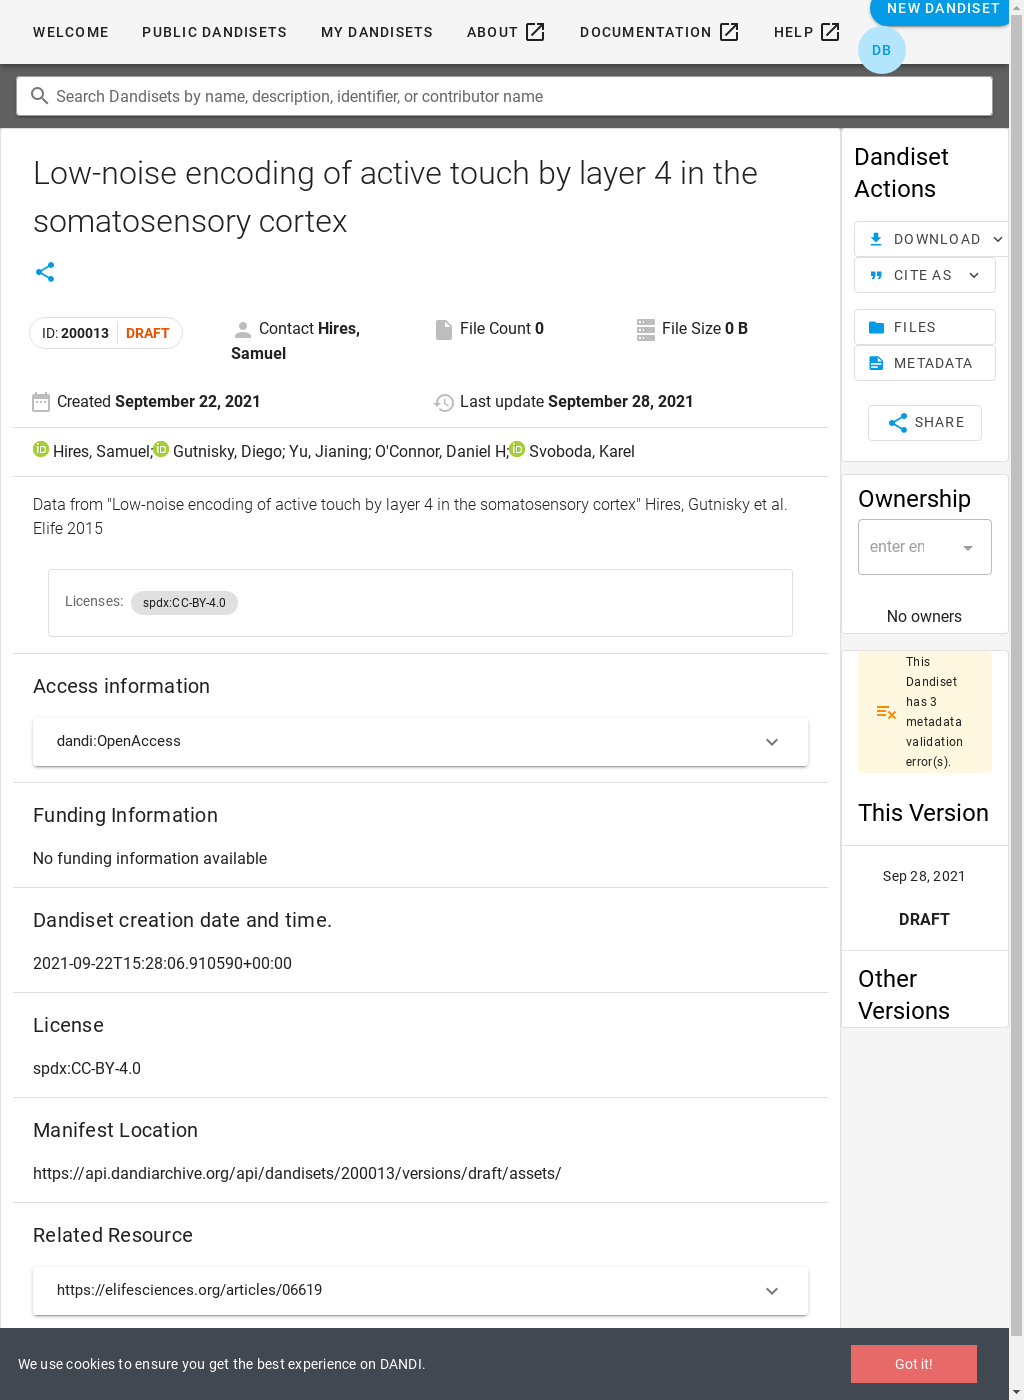 WELCOME PUBLIC DANDISETS MY DANDISETS ABOUT DOCUMENTATION HELP
NEW DANDISET
DB
Search Dandisets by name, description, identifier, or contributor name
Low-noise encoding of active touch by layer 4 in the
somatosensory cortex
ID: 200013 DRAFT
Contact Hires,
Samuel
File Count 0
File Size 0 B
Created September 22, 2021
Last update September 28, 2021
iD Hires, Samuel; iD Gutnisky, Diego; Yu, Jianing; O'Connor, Daniel H; iD Svoboda, Karel
Data from "Low-noise encoding of active touch by layer 4 in the somatosensory cortex" Hires, Gutnisky et al.
Elife 2015
Licenses: spdx:CC-BY-4.0
Access information
dandi:OpenAccess
Funding Information
No funding information available
Dandiset creation date and time.
2021-09-22T15:28:06.910590+00:00
License
spdx:CC-BY-4.0
Manifest Location
https://api.dandiarchive.org/api/dandisets/200013/versions/draft/assets/
Related Resource
https://elifesciences.org/articles/06619
Dandiset
Actions
DOWNLOAD
CITE AS
FILES
METADATA
SHARE
Ownership
enter en
No owners
This
Dandiset
has 3
metadata
validation
error(s).
This Version
Sep 28, 2021
DRAFT
Other
Versions
We use cookies to ensure you get the best experience on DANDI.
Got it!